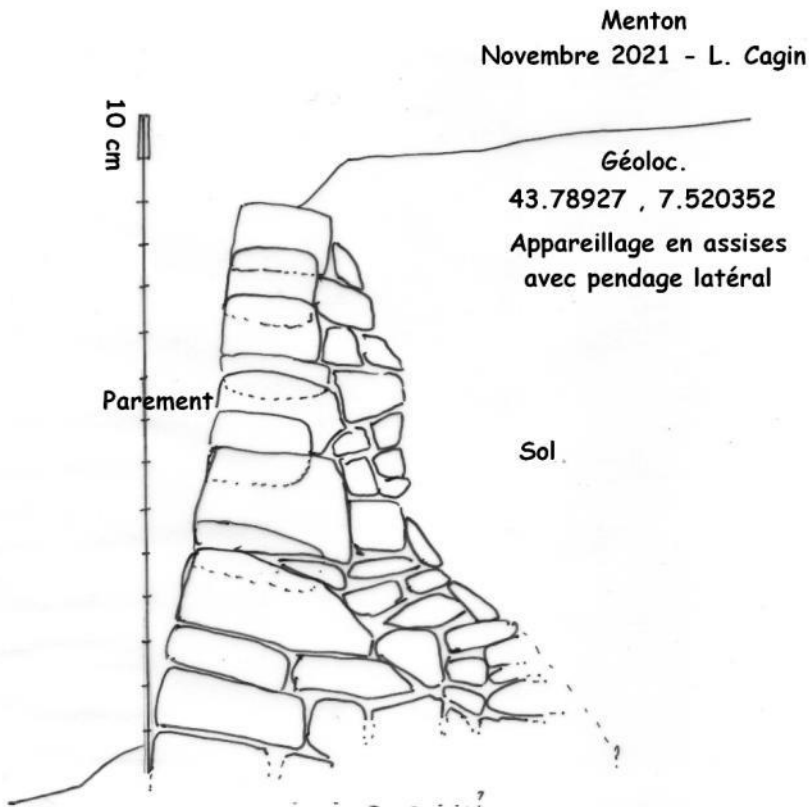 Menton
Novembre 2021 - L. Cagin
10 cm
Géoloc.
43.78927 , 7.520352
Appareillage en assises
avec pendage latéral
Parement
Sol
?
?